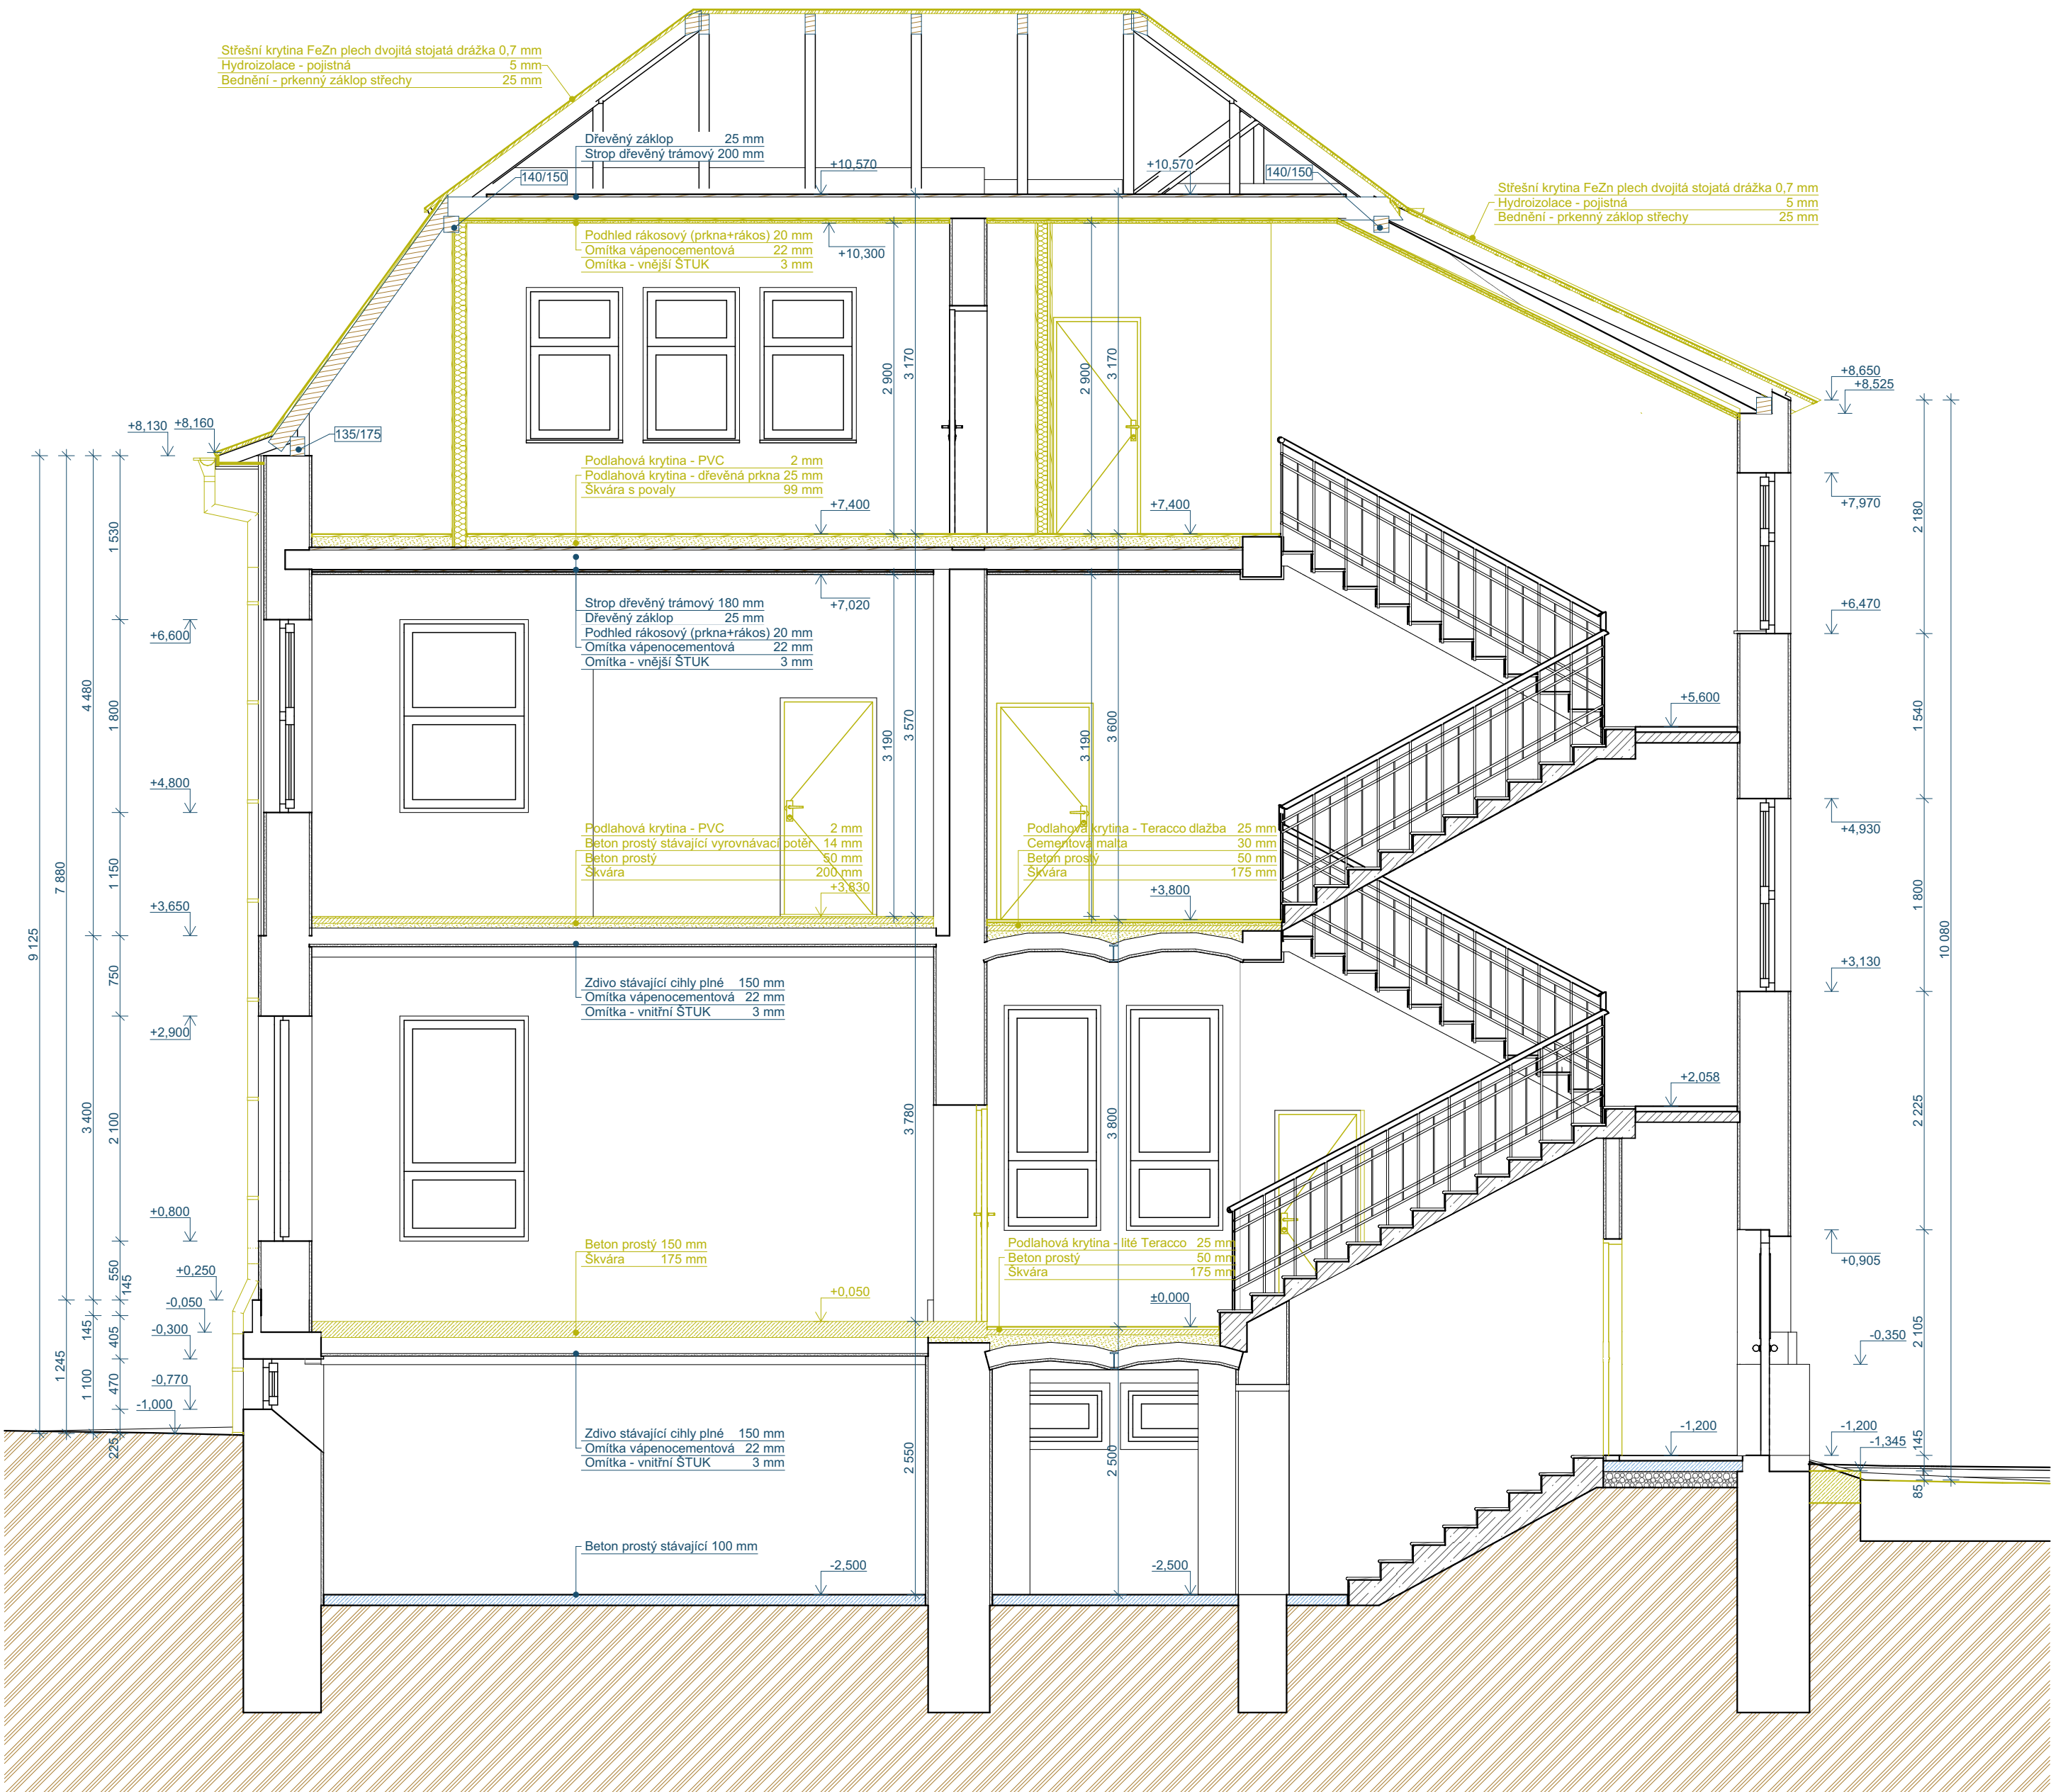 Střešní krytina FeZn plech dvojitá stojatá drážka 0,7 mm
Hydroizolace - pojistná 5 mm
Bednění - prkenný záklop střechy 25 mm
Dřevěný záklop 25 mm
Strop dřevěný trámový 200 mm
+10,570
+10,570
140/150
140/150
Střešní krytina FeZn plech dvojitá stojatá drážka 0,7 mm
Hydroizolace - pojistná 5 mm
Bednění - prkenný záklop střechy 25 mm
Podhled rákosový (prkna+rákos) 20 mm
Omítka vápenocementová 22 mm
Omítka - vnější ŠTUK 3 mm
+10,300
2 900
3 170
2 900
3 170
+8,650
+8,525
+8,130
+8,160
135/175
Podlahová krytina - PVC 2 mm
Podlahová krytina - dřevěná prkna 25 mm
Škvára s povaly 99 mm
+7,400
+7,400
+7,970
2 180
1 530
Strop dřevěný trámový 180 mm
Dřevěný záklop 25 mm
Podhled rákosový (prkna+rákos) 20 mm
Omítka vápenocementová 22 mm
Omítka - vnější ŠTUK 3 mm
+7,020
+6,600
+6,470
4 480
1 800
3 190
3 570
3 190
3 600
+5,600
1 540
+4,800
+4,930
Podlahová krytina - PVC 2 mm
Beton prostý stávající vyrovnávací potěr 14 mm
Beton prostý 50 mm
Škvára 200 mm
+3,830
Podlahová krytina - Teracco dlažba 25 mm
Cementová malta 30 mm
Beton prostý 50 mm
Škvára 175 mm
+3,800
7 880
1 150
1 800
+3,650
9 125
10 080
750
+3,130
Zdivo stávající cihly plné 150 mm
Omítka vápenocementová 22 mm
Omítka - vnitřní ŠTUK 3 mm
+2,900
+2,058
3 400
2 100
3 780
3 800
2 225
+0,800
Beton prostý 150 mm
Škvára 175 mm
Podlahová krytina - lité Teracco 25 mm
Beton prostý 50 mm
Škvára 175 mm
+0,905
550
145
+0,250
+0,050
±0,000
-0,050
145
405
-0,300
-0,350
2 105
1 245
1 100
470
-0,770
-1,000
225
Zdivo stávající cihly plné 150 mm
Omítka vápenocementová 22 mm
Omítka - vnitřní ŠTUK 3 mm
2 550
2 500
-1,200
-1,200
-1,345
145
85
Beton prostý stávající 100 mm
-2,500
-2,500